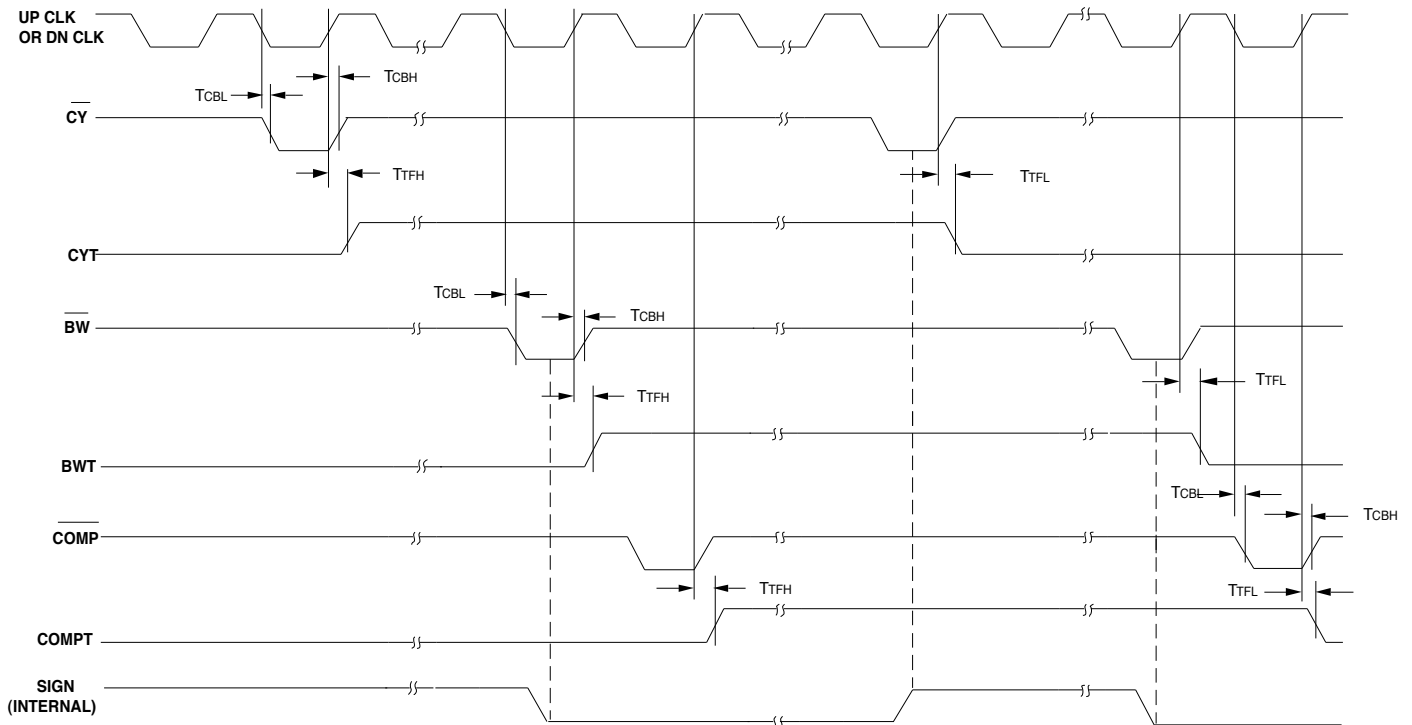 UP CLK
OR DN CLK
TCBH
TCBL
CY
TTFH
TTFL
CYT
TCBL
TCBH
BW
TTFL
TTFH
BWT
TCBL
TCBH
COMP
TTFH
TTFL
COMPT
SIGN
(INTERNAL)